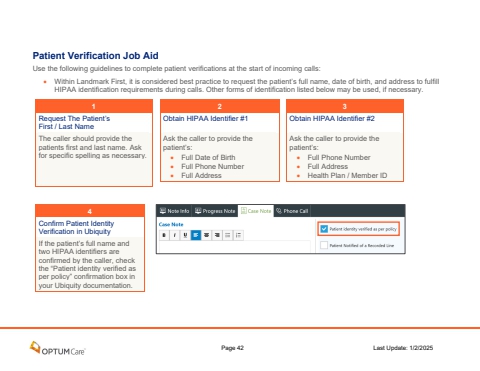 Patient Verification Job Aid
Use the following guidelines to complete patient verifications at the start of incoming calls:
• Within Landmark First, it is considered best practice to request the patient's full name, date of birth, and address to fulfill
HIPAA identification requirements during calls. Other forms of identification listed below may be used, if necessary.
1
Request The Patient's
First / Last Name
The caller should provide the
patients first and last name. Ask
for specific spelling as necessary.
2
Obtain HIPAA Identifier #1
Ask the caller to provide the
patient's:
• Full Date of Birth
• Full Phone Number
• Full Address
3
Obtain HIPAA Identifier #2
Ask the caller to provide the
patient's:
• Full Phone Number
• Full Address
• Health Plan / Member ID
4
Confirm Patient Identity
Verification in Ubiquity
If the patient's full name and
two HIPAA identifiers are
confirmed by the caller, check
the "Patient identity verified as
per policy" confirmation box in
your Ubiquity documentation.
Note Info Progress Note Case Note Phone Call
Case Note
B I U
Patient identity verified as per policy
Patient Notified of a Recorded Line
OPTUMCare
Page 42
Last Update: 1/2/2025